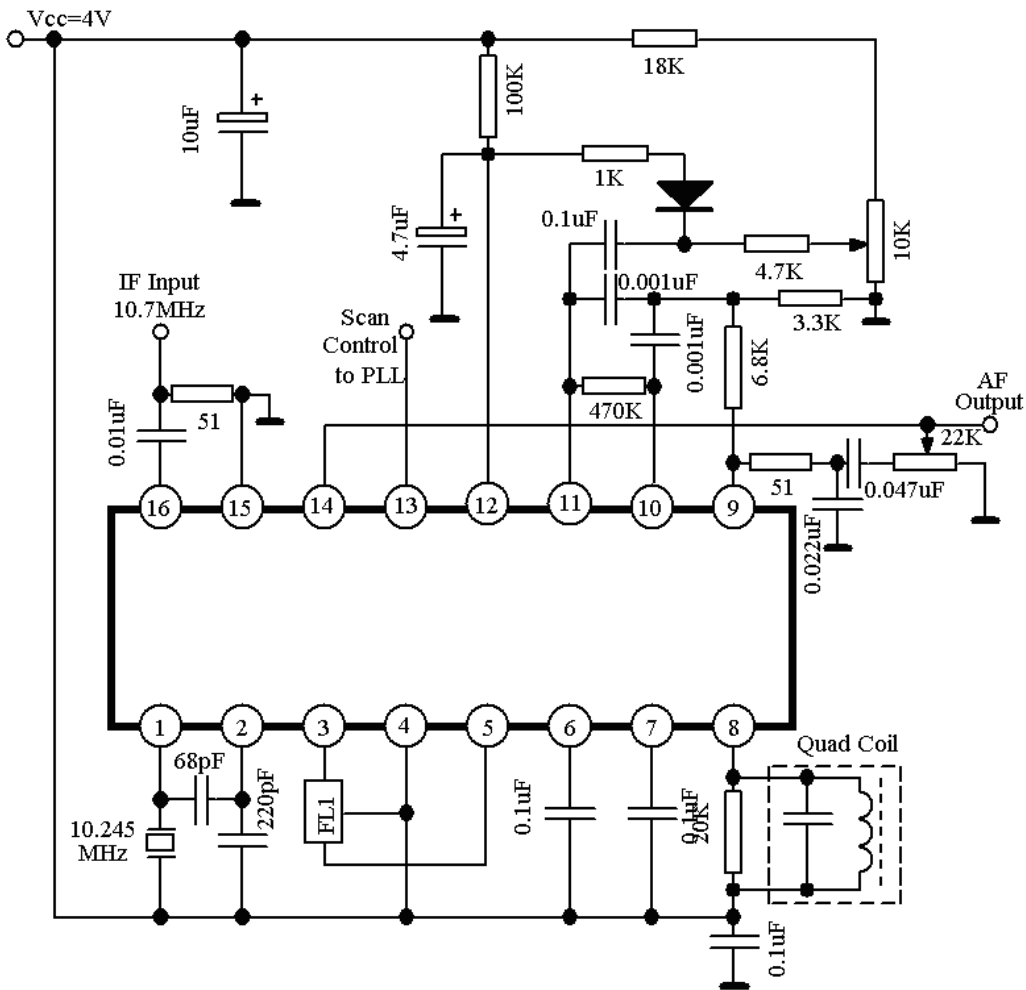 Vcc=4V
18K
10uF
+
100K
1K
4.7uF
+
0.1uF
4.7K
10K
IF Input
10.7MHz
Scan
Control
to PLL
0.001uF
3.3K
0.001uF
6.8K
0.01uF
51
470K
AF
Output
22K
51
0.047uF
0.022uF
16
15
14
13
12
11
10
9
1
2
3
4
5
6
7
8
Quad Coil
68pF
220pF
10.245
MHz
FL1
0.1uF
0.1uF
20K
0.1uF